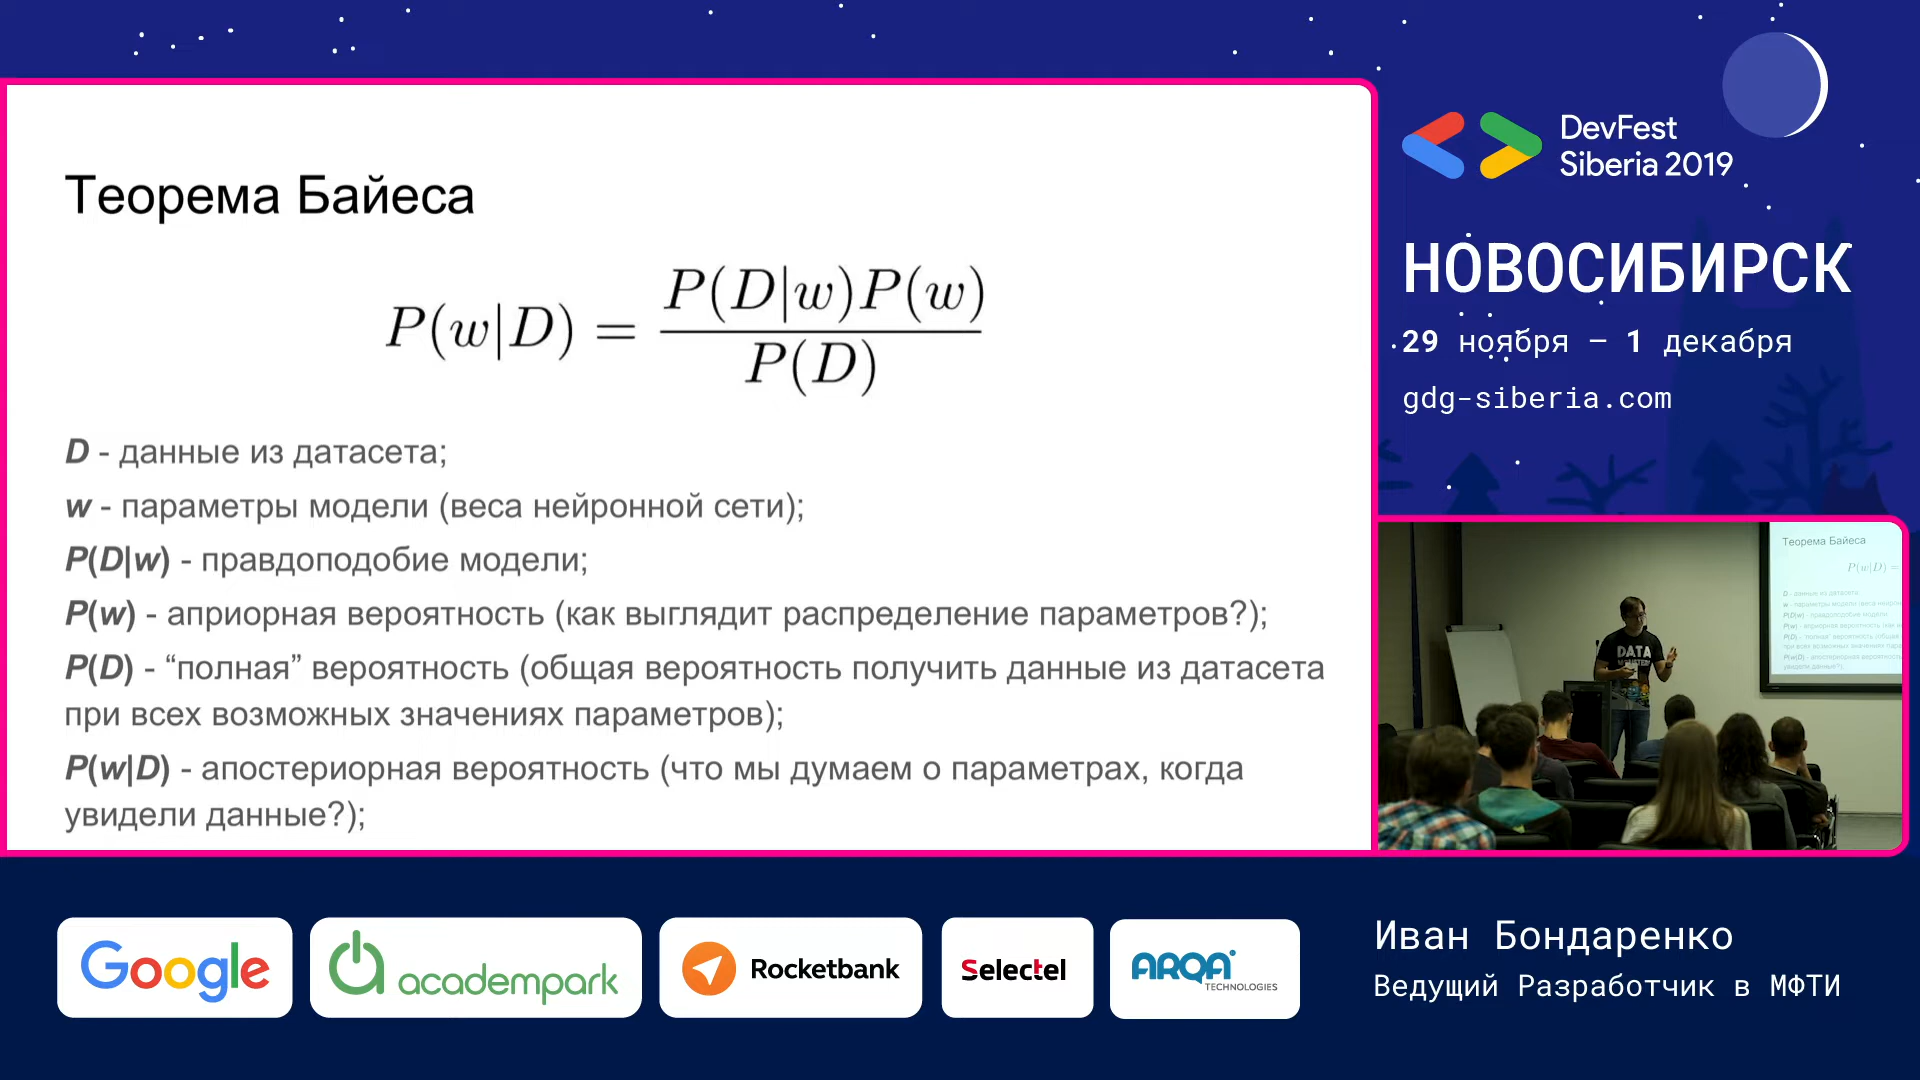 Теорема Байеса
P(w|D) = P(D|w)P(w) / P(D)
D - данные из датасета;
w - параметры модели (веса нейронной сети);
P(D|w) - правдоподобие модели;
P(w) - априорная вероятность (как выглядит распределение параметров?);
P(D) - “полная” вероятность (общая вероятность получить данные из датасета
при всех возможных значениях параметров);
P(w|D) - апостериорная вероятность (что мы думаем о параметрах, когда
увидели данные?);
DevFest
Siberia 2019
НОВОСИБИРСК
29 ноября – 1 декабря
gdg-siberia.com
Теорема Байеса
P(w|D) =
DATA
Google
academpark
Rocketbank
Selectel
ARQA
TECHNOLOGIES
Иван Бондаренко
Ведущий Разработчик в МФТИ